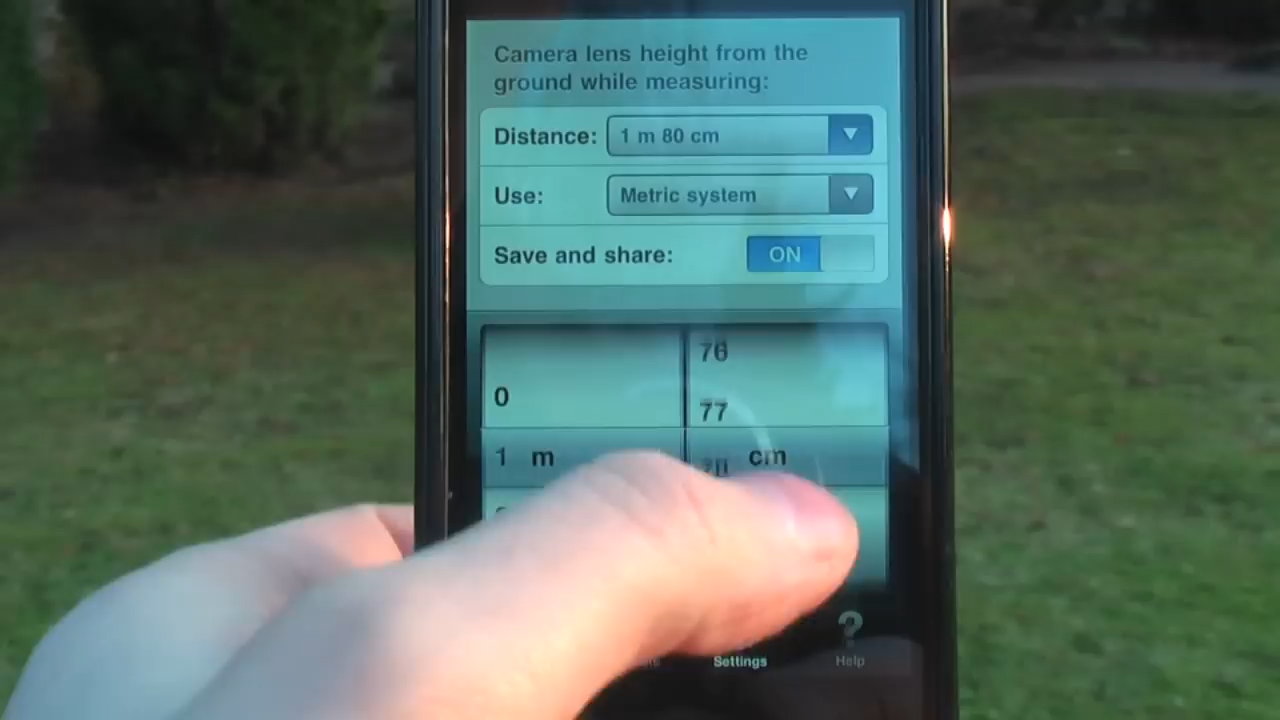 Camera lens height from the
ground while measuring:
Distance: 1 m 80 cm
Use: Metric system
Save and share: ON
76
0
77
1 m cm
Settings
Help